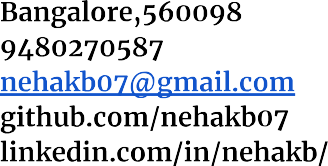 Bangalore,560098
9480270587
nehakb07@gmail.com
github.com/nehakb07
linkedin.com/in/nehakb/